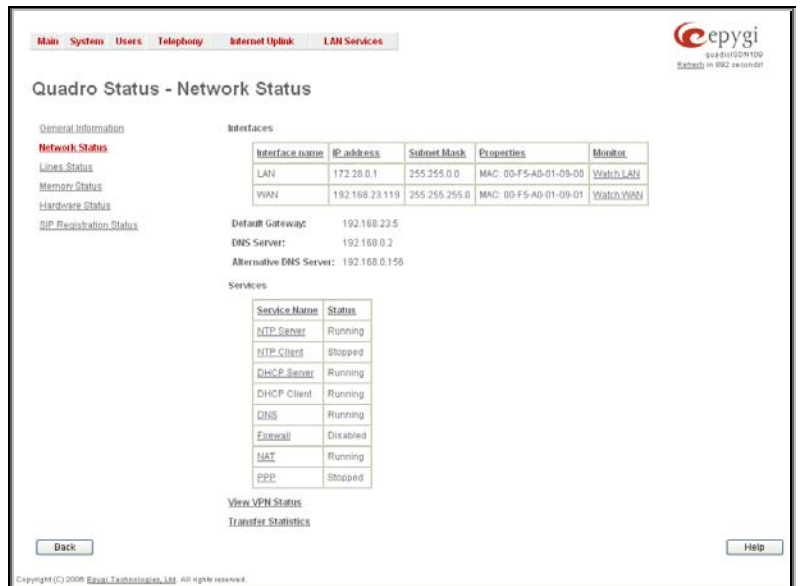 Main System Users Telephony Internet Uplink LAN Services
epygi
quadroISDN109
Refresh in 892 seconds!
Quadro Status - Network Status
General Information
Network Status
Lines Status
Memory Status
Hardware Status
SIP Registration Status
Interfaces
Interface name IP address Subnet Mask Properties Monitor
LAN 172.28.0.1 255.255.0.0 MAC: 00-F5-A0-01-09-00 Watch LAN
WAN 192.168.23.119 255.255.255.0 MAC: 00-F5-A0-01-09-01 Watch WAN
Default Gateway: 192.168.23.5
DNS Server: 192.168.0.2
Alternative DNS Server: 192.168.0.156
Services
Service Name Status
NTP Server Running
NTP Client Stopped
DHCP Server Running
DHCP Client Running
DNS Running
Firewall Disabled
NAT Running
PPP Stopped
View VPN Status
Transfer Statistics
Back Help
Copyright (C) 2006 Epygi Technologies, Ltd. All rights reserved.